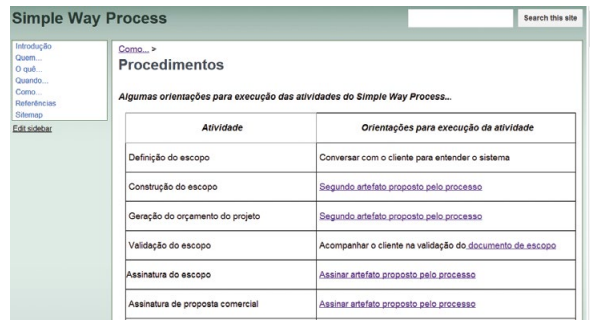 Simple Way Process
Search this site
Introdução
Quem...
O quê...
Quando...
Como...
Referências
Sitemap
Edit sidebar
Como... >
Procedimentos
Algumas orientações para execução das atividades do Simple Way Process...
Atividade Orientações para execução da atividade
Definição do escopo Conversar com o cliente para entender o sistema
Construção do escopo Segundo artefato proposto pelo processo
Geração do orçamento do projeto Segundo artefato proposto pelo processo
Validação do escopo Acompanhar o cliente na validação do documento de escopo
Assinatura do escopo Assinar artefato proposto pelo processo
Assinatura de proposta comercial Assinar artefato proposto pelo processo